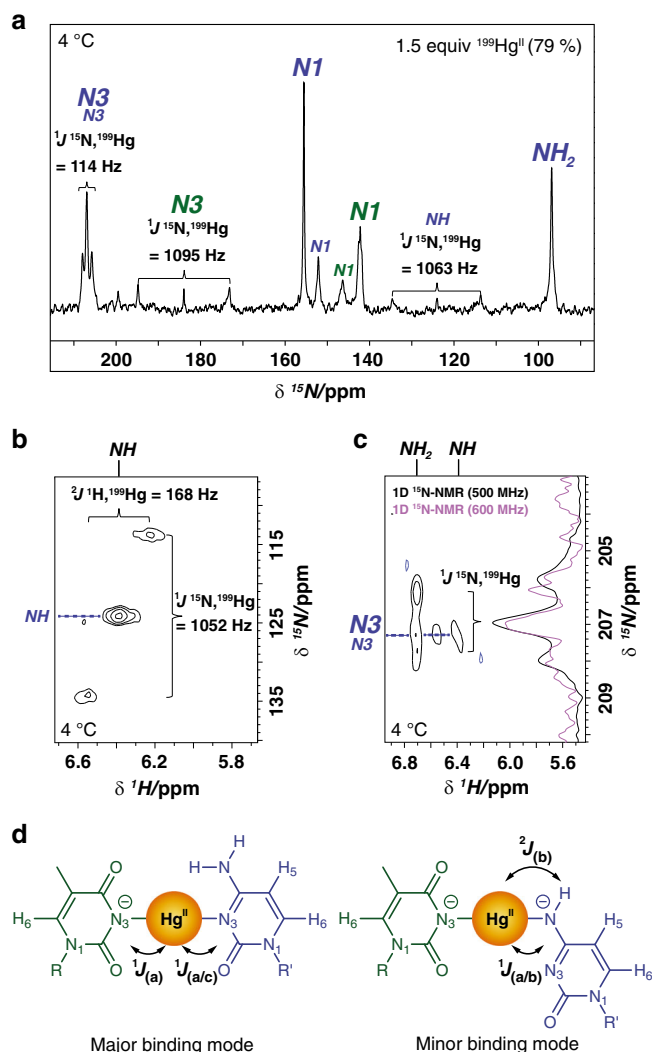 a
4 °C
1.5 equiv ¹⁹⁹Hgᴵᴵ (79 %)
N3
N3
¹J ¹⁵N,¹⁹⁹Hg
= 114 Hz
N3
¹J ¹⁵N,¹⁹⁹Hg
= 1095 Hz
N1
N1
N1
N1
NH
¹J ¹⁵N,¹⁹⁹Hg
= 1063 Hz
NH₂
200 180 160 140 120 100
δ ¹⁵N/ppm
b
NH
²J ¹H,¹⁹⁹Hg = 168 Hz
NH
¹J ¹⁵N,¹⁹⁹Hg
= 1052 Hz
4 °C
115
125
135
δ ¹⁵N/ppm
6.6 6.2 5.8
δ ¹H/ppm
c
NH₂ NH
1D ¹⁵N-NMR (500 MHz)
1D ¹⁵N-NMR (600 MHz)
¹J ¹⁵N,¹⁹⁹Hg
N3
N3
4 °C
205
207
209
δ ¹⁵N/ppm
6.8 6.4 6.0 5.6
δ ¹H/ppm
d
O
N₃
⊖
Hgᴵᴵ
H
H–N
H₅
N₃
H₆
H₆
N₁
R
O
¹J(a)
¹J(a/c)
O
N₁
R'
Major binding mode
O
N₃
⊖
Hgᴵᴵ
²J(b)
⊖
H
N
H₅
H₆
H₆
N₁
R
O
¹J(a/b)
N₃
N₁
O
R'
Minor binding mode